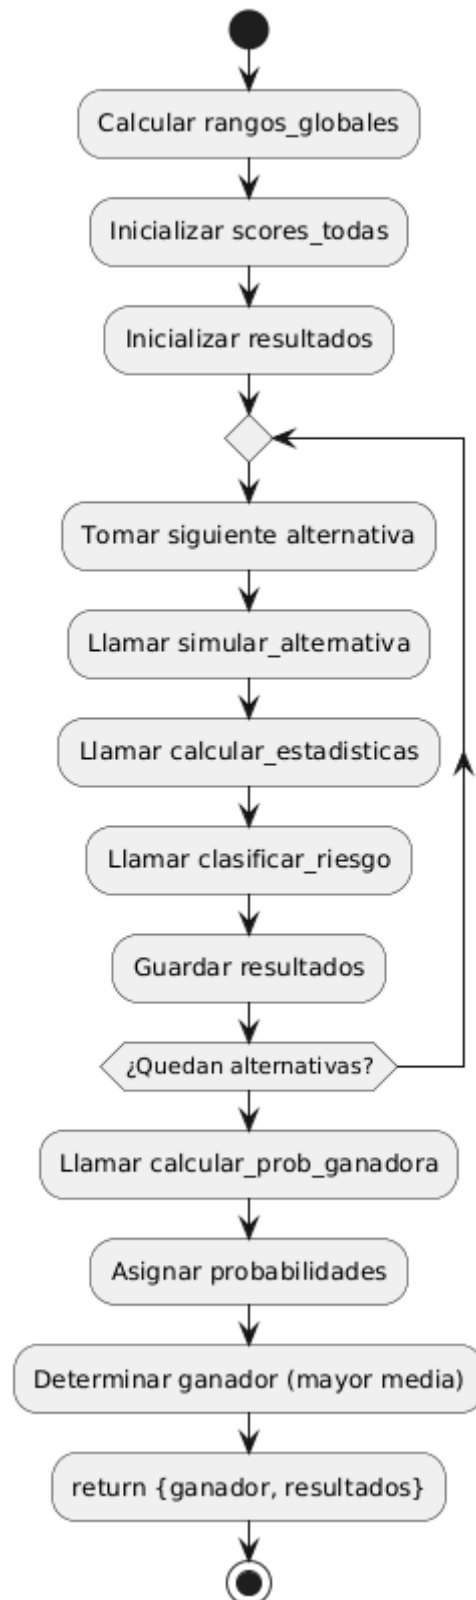 Calcular rangos_globales
Inicializar scores_todas
Inicializar resultados
Tomar siguiente alternativa
Llamar simular_alternativa
Llamar calcular_estadisticas
Llamar clasificar_riesgo
Guardar resultados
¿Quedan alternativas?
Llamar calcular_prob_ganadora
Asignar probabilidades
Determinar ganador (mayor media)
return {ganador, resultados}